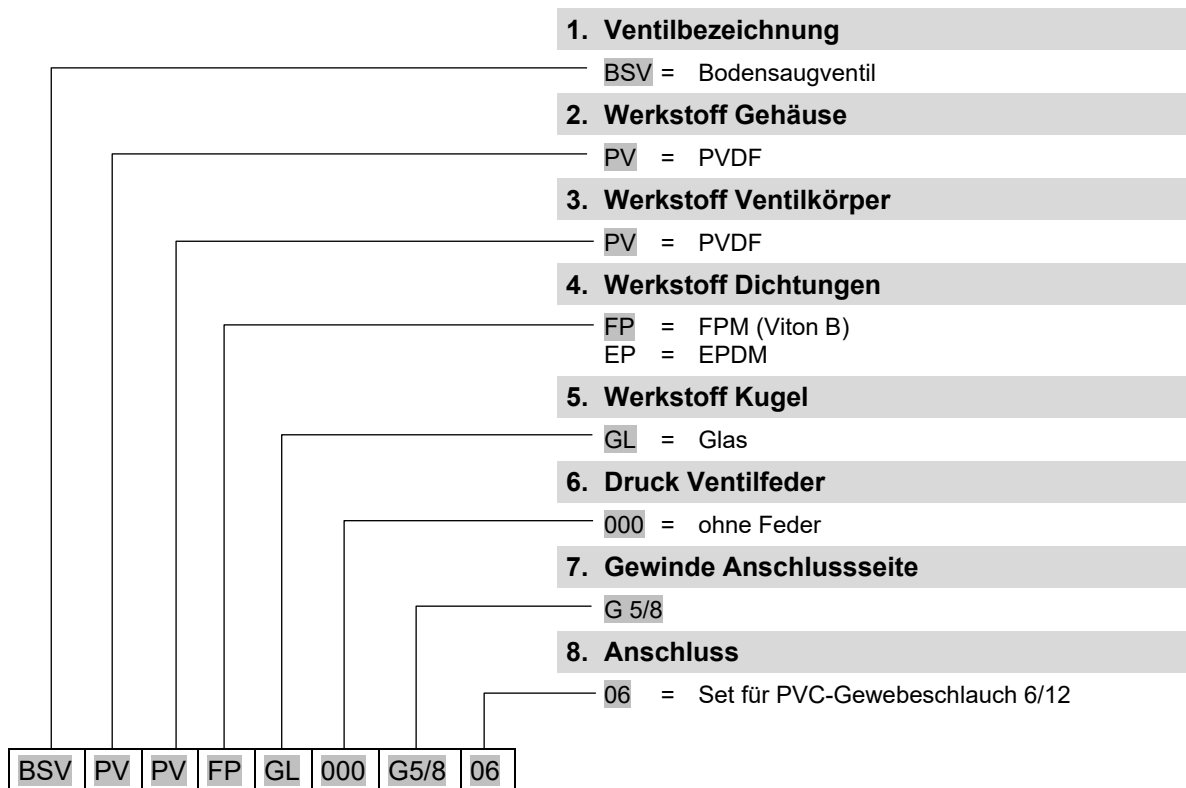 1. Ventilbezeichnung
BSV = Bodensaugventil
2. Werkstoff Gehäuse
PV = PVDF
3. Werkstoff Ventilkörper
PV = PVDF
4. Werkstoff Dichtungen
FP = FPM (Viton B)
EP = EPDM
5. Werkstoff Kugel
GL = Glas
6. Druck Ventilfeder
000 = ohne Feder
7. Gewinde Anschlussseite
G 5/8
8. Anschluss
06 = Set für PVC-Gewebeschlauch 6/12
BSV PV PV FP GL 000 G5/8 06